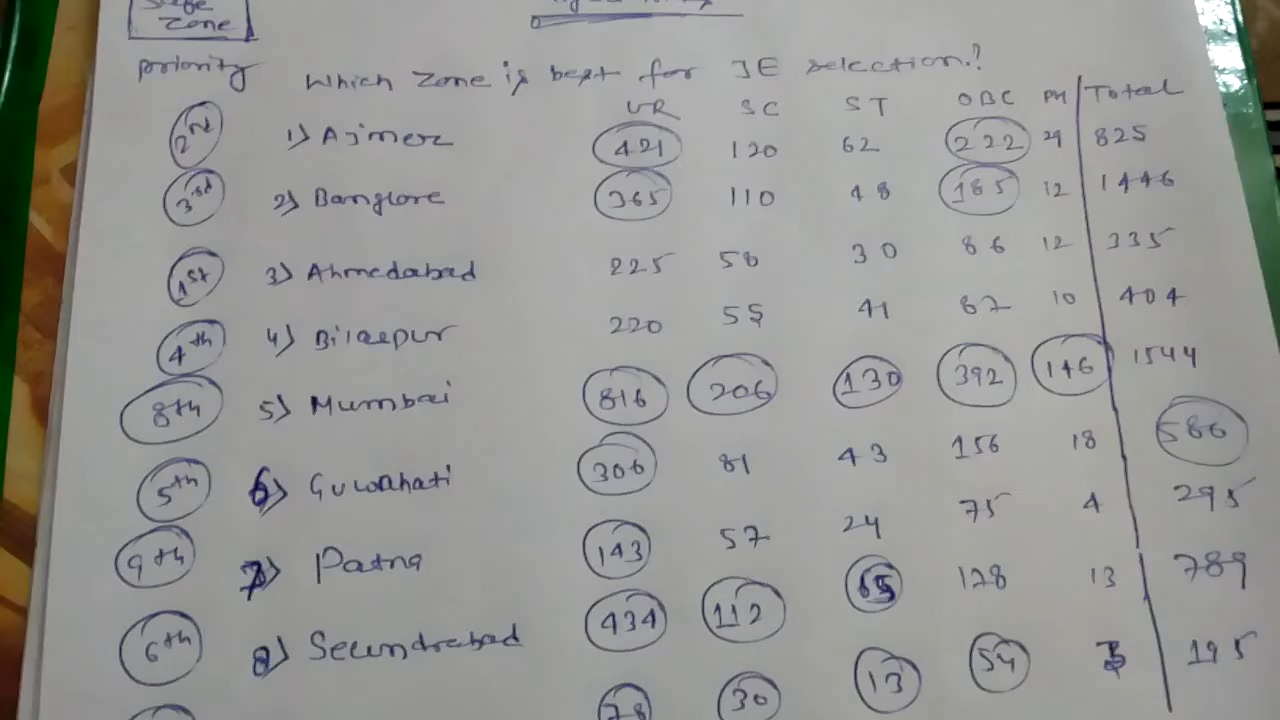 Safe
Zone
Priority Which Zone is best for JE selection.?
UR SC ST OBC PH Total
2nd 1) Ajmer 421 120 62 222 29 825
3rd 2) Banglore 365 110 48 185 12 1446
1st 3) Ahmedabad 225 58 30 86 12 335
4th 4) Bilaspur 220 55 41 87 10 404
8th 5) Mumbai 816 206 130 392 146 1544
5th 6) Guwahati 306 81 43 156 18 586
9th 7) Patna 143 57 24 75 4 295
6th 8) Secundrabad 434 112 65 128 13 789
78 30 13 54 195